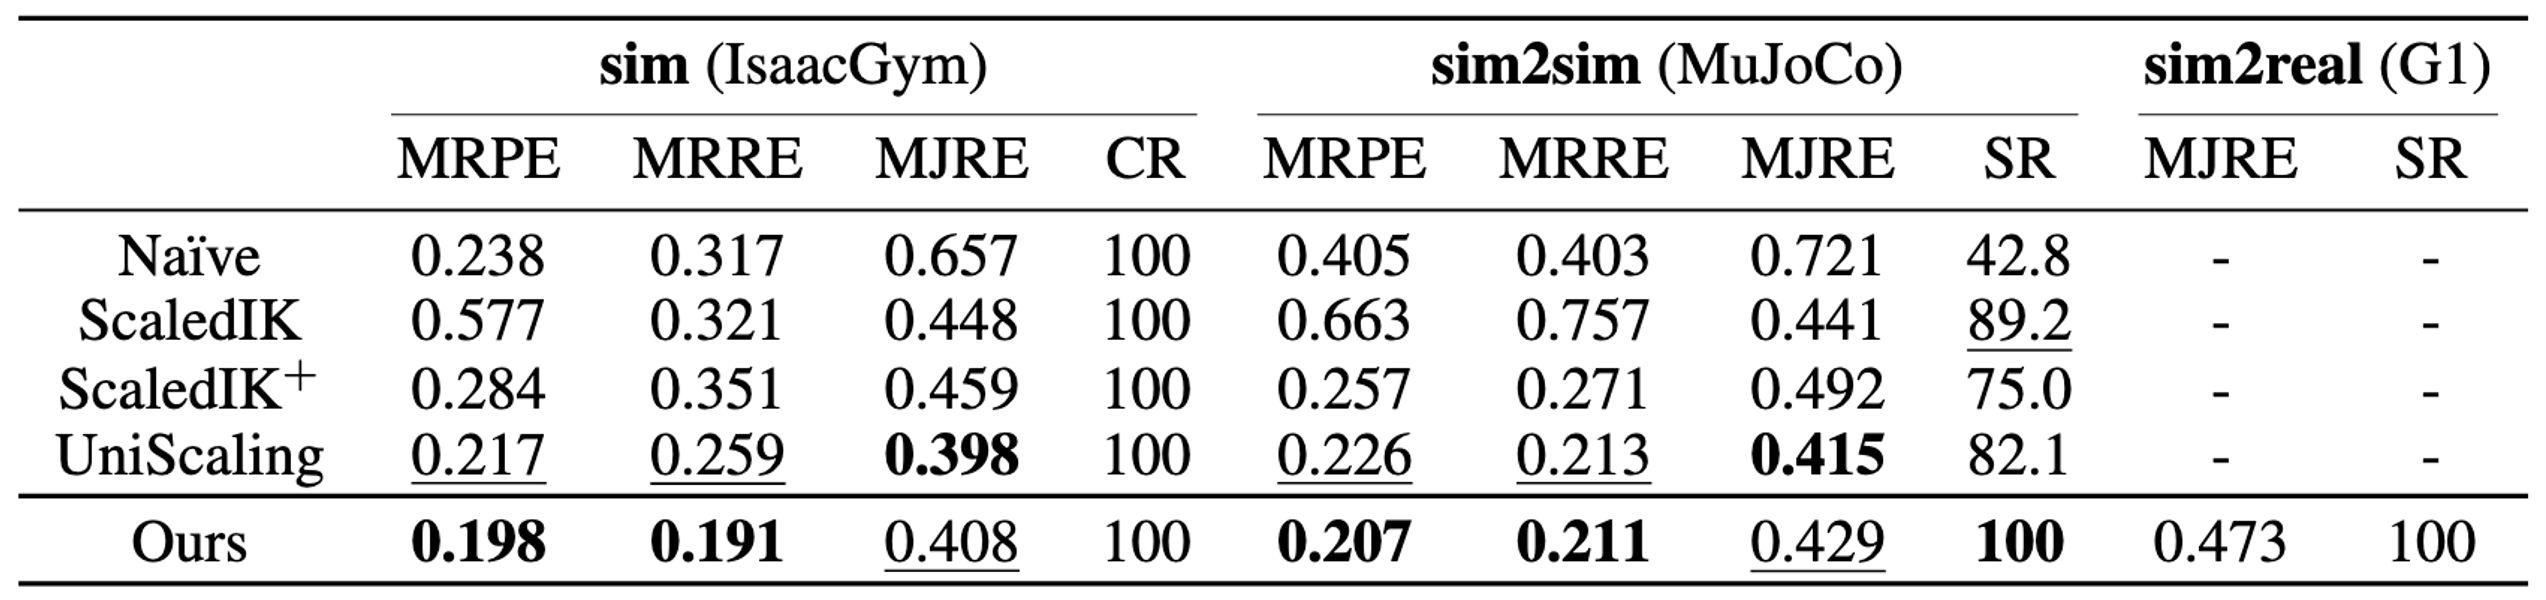 sim (IsaacGym) sim2sim (MuJoCo) sim2real (G1)
MRPE MRRE MJRE CR MRPE MRRE MJRE SR MJRE SR
Naïve 0.238 0.317 0.657 100 0.405 0.403 0.721 42.8 - -
ScaledIK 0.577 0.321 0.448 100 0.663 0.757 0.441 89.2 - -
ScaledIK+ 0.284 0.351 0.459 100 0.257 0.271 0.492 75.0 - -
UniScaling 0.217 0.259 0.398 100 0.226 0.213 0.415 82.1 - -
Ours 0.198 0.191 0.408 100 0.207 0.211 0.429 100 0.473 100